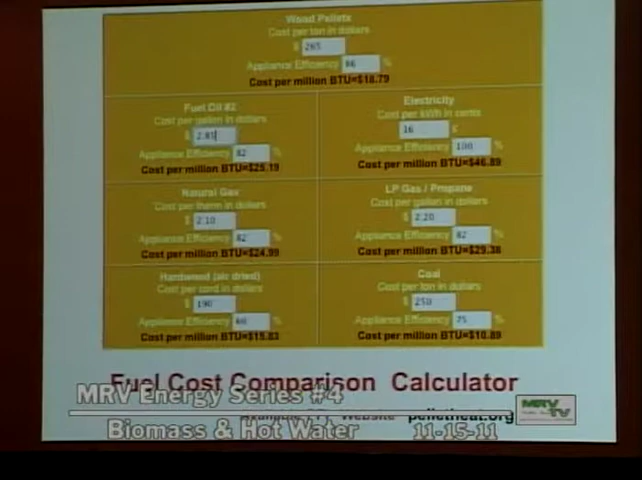 Wood Pellets
Cost per ton in dollars
$ 265
Appliance Efficiency 86 %
Cost per million BTU=$18.79
Fuel Oil #2
Cost per gallon in dollars
$ 2.85
Appliance Efficiency 82 %
Cost per million BTU=$25.19
Electricity
Cost per kWh in cents
16 ¢
Appliance Efficiency 100 %
Cost per million BTU=$46.89
Natural Gas
Cost per therm in dollars
$ 2.10
Appliance Efficiency 82 %
Cost per million BTU=$24.99
LP Gas / Propane
Cost per gallon in dollars
$ 2.20
Appliance Efficiency 82 %
Cost per million BTU=$29.38
Hardwood (air dried)
Cost per cord in dollars
$ 190
Appliance Efficiency 60 %
Cost per million BTU=$15.83
Coal
Cost per ton in dollars
$ 250
Appliance Efficiency 75 %
Cost per million BTU=$10.89
Fuel Cost Comparison Calculator
MRV Energy Series #4
Website pelletheat.org
MRV
TV
Biomass & Hot Water 11-15-11